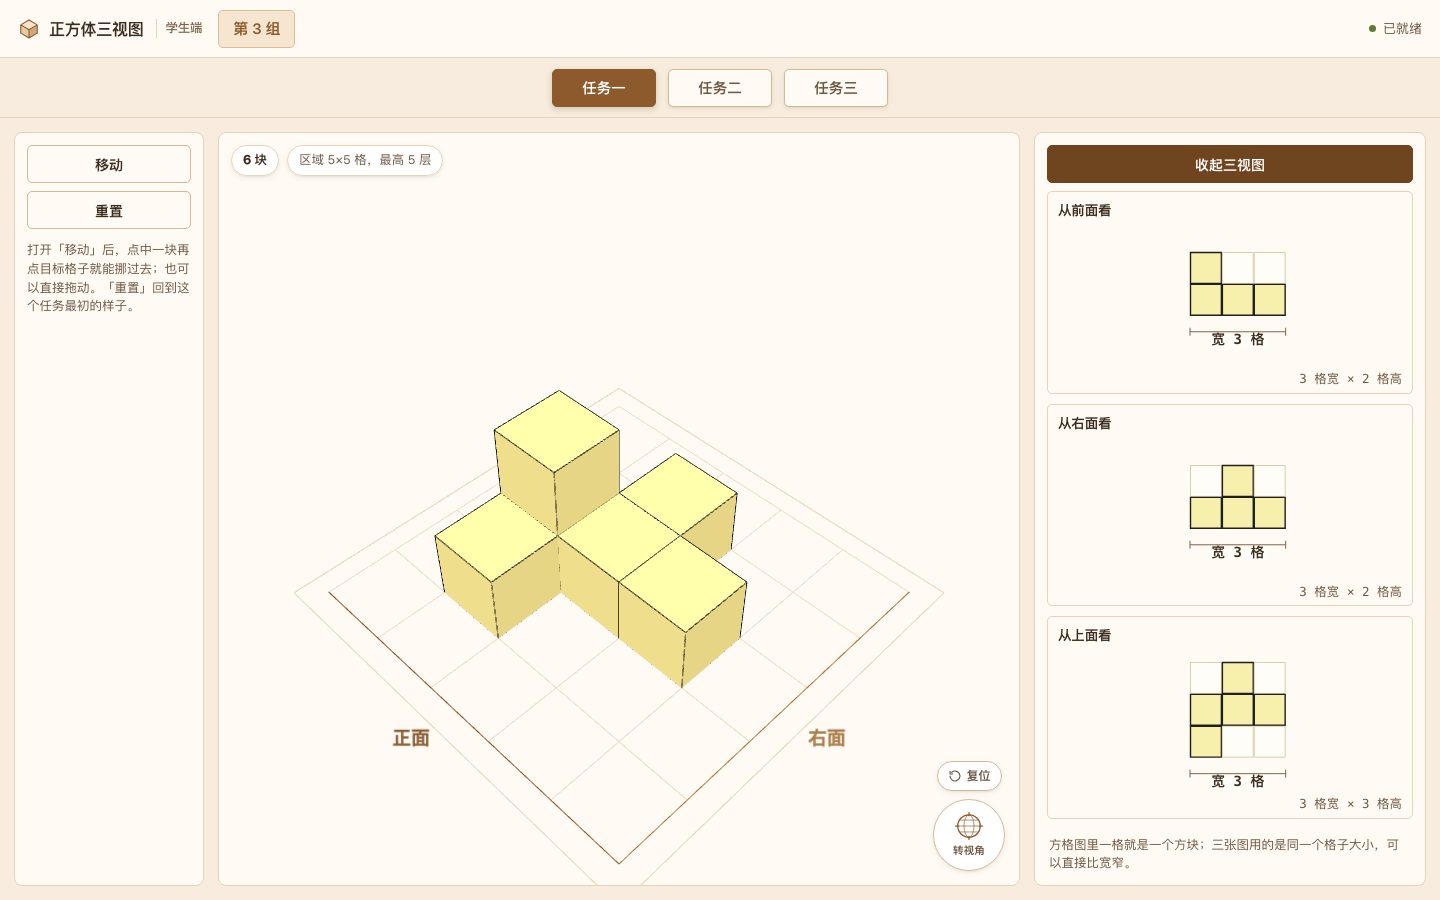 正方体三视图 学生端 第 3 组
已就绪
任务一 任务二 任务三
移动
重置
打开「移动」后，点中一块再
点目标格子就能挪过去；也可
以直接拖动。「重置」回到这
个任务最初的样子。
6 块 区域 5×5 格，最高 5 层
正面
右面
复位
转视角
收起三视图
从前面看
宽 3 格
3 格宽 × 2 格高
从右面看
宽 3 格
3 格宽 × 2 格高
从上面看
宽 3 格
3 格宽 × 3 格高
方格图里一格就是一个方块；三张图用的是同一个格子大小，可
以直接比宽窄。